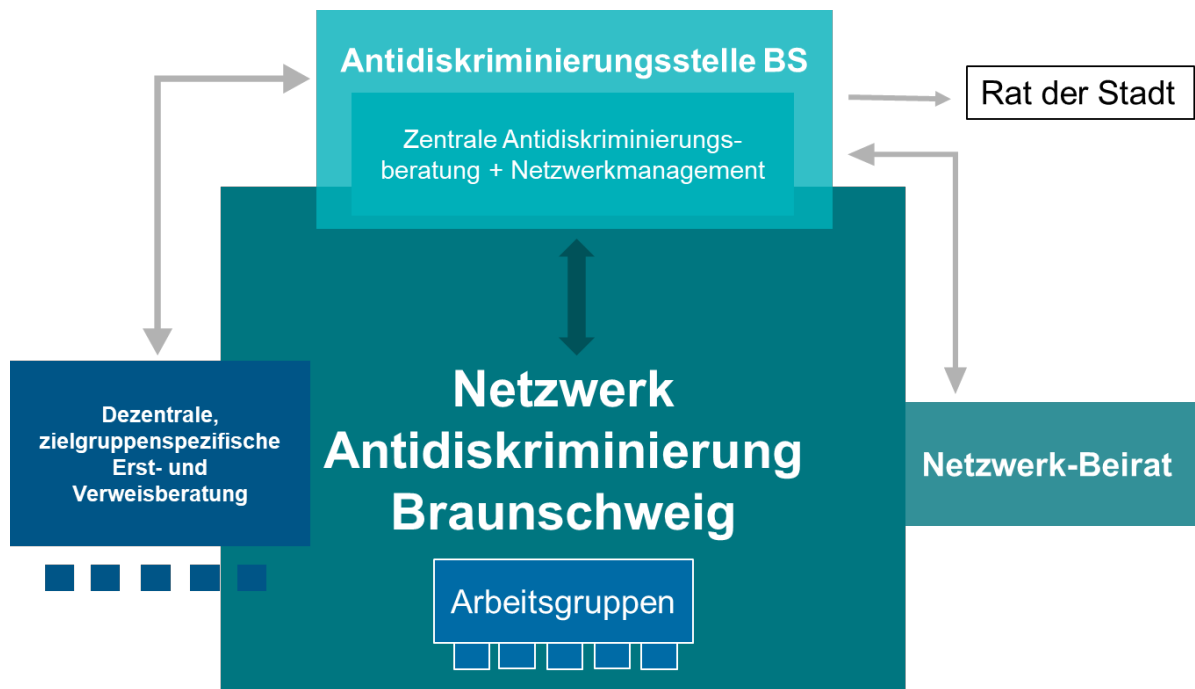 Antidiskriminierungsstelle BS
Zentrale Antidiskriminierungs-
beratung + Netzwerkmanagement
Rat der Stadt
Dezentrale,
zielgruppenspezifische
Erst- und
Verweisberatung
Netzwerk
Antidiskriminierung
Braunschweig
Netzwerk-Beirat
Arbeitsgruppen